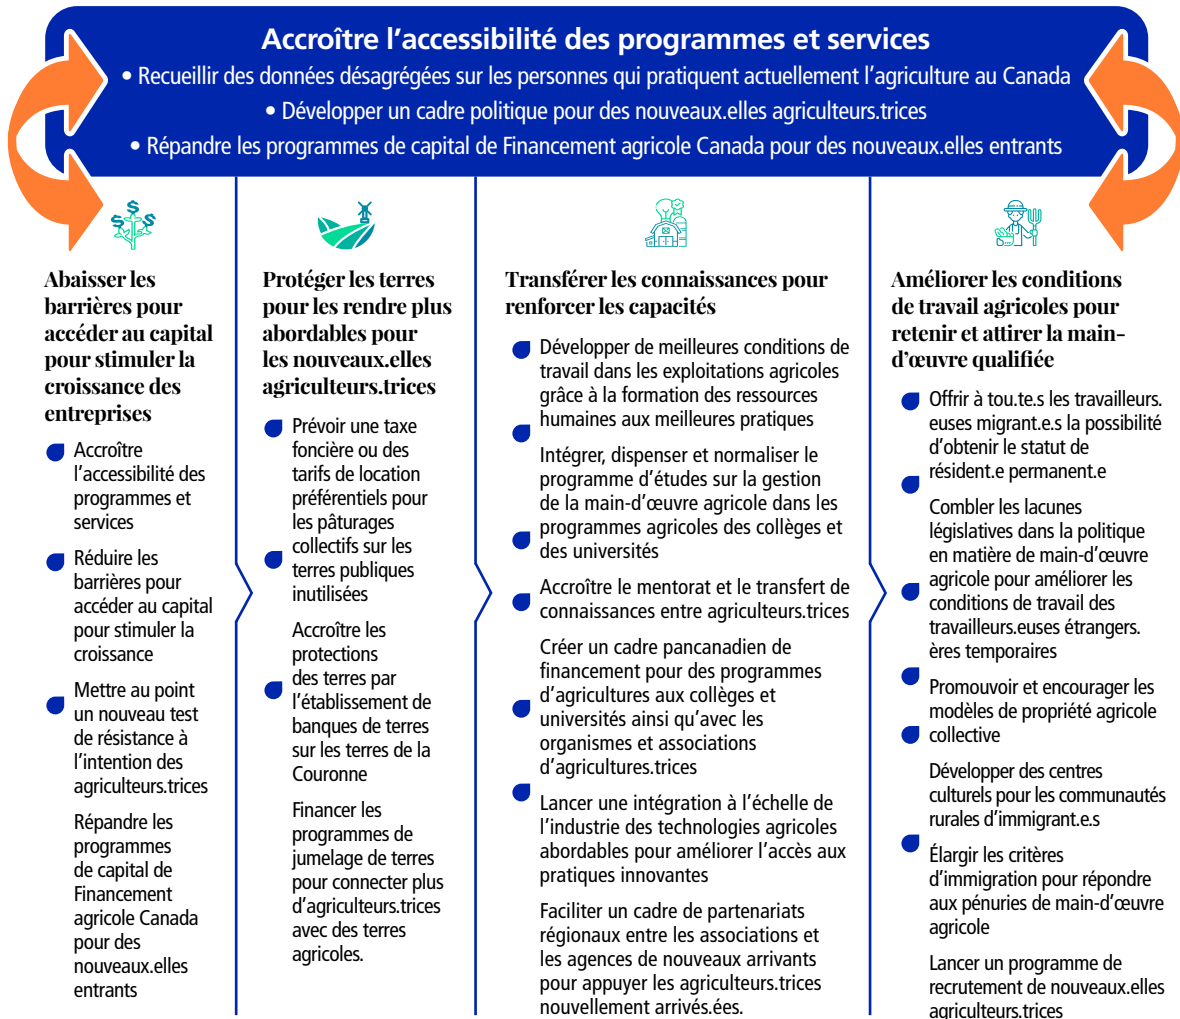 Accroître l’accessibilité des programmes et services
• Recueillir des données désagrégées sur les personnes qui pratiquent actuellement l’agriculture au Canada
• Développer un cadre politique pour des nouveaux.elles agriculteurs.trices
• Répandre les programmes de capital de Financement agricole Canada pour des nouveaux.elles entrants
Abaisser les
barrières pour
accéder au capital
pour stimuler la
croissance des
entreprises
Accroître
l’accessibilité des
programmes et
services
Réduire les
barrières pour
accéder au capital
pour stimuler la
croissance
Mettre au point
un nouveau test
de résistance à
l’intention des
agriculteurs.trices
Répandre les
programmes
de capital de
Financement
agricole Canada
pour des
nouveaux.elles
entrants
Protéger les terres
pour les rendre plus
abordables pour
les nouveaux.elles
agriculteurs.trices
Prévoir une taxe
foncière ou des
tarifs de location
préférentiels pour
les pâturages
collectifs sur les
terres publiques
inutilisées
Accroître les
protections
des terres par
l’établissement de
banques de terres
sur les terres de la
Couronne
Financer les
programmes de
jumelage de terres
pour connecter plus
d’agriculteurs.trices
avec des terres
agricoles.
Transférer les connaissances pour
renforcer les capacités
Développer de meilleures conditions de
travail dans les exploitations agricoles
grâce à la formation des ressources
humaines aux meilleures pratiques
Intégrer, dispenser et normaliser le
programme d’études sur la gestion
de la main-d’œuvre agricole dans les
programmes agricoles des collèges et
des universités
Accroître le mentorat et le transfert de
connaissances entre agriculteurs.trices
Créer un cadre pancanadien de
financement pour des programmes
d’agricultures aux collèges et
universités ainsi qu’avec les
organismes et associations
d’agricultures.trices
Lancer une intégration à l’échelle de
l’industrie des technologies agricoles
abordables pour améliorer l’accès aux
pratiques innovantes
Faciliter un cadre de partenariats
régionaux entre les associations et
les agences de nouveaux arrivants
pour appuyer les agriculteurs.trices
nouvellement arrivés.ées.
Améliorer les conditions
de travail agricoles pour
retenir et attirer la main-
d’œuvre qualifiée
Offrir à tou.te.s les travailleurs.
euses migrant.e.s la possibilité
d’obtenir le statut de
résident.e permanent.e
Combler les lacunes
législatives dans la politique
en matière de main-d’œuvre
agricole pour améliorer les
conditions de travail des
travailleurs.euses étrangers.
ères temporaires
Promouvoir et encourager les
modèles de propriété agricole
collective
Développer des centres
culturels pour les communautés
rurales d’immigrant.e.s
Élargir les critères
d’immigration pour répondre
aux pénuries de main-d’œuvre
agricole
Lancer un programme de
recrutement de nouveaux.elles
agriculteurs.trices